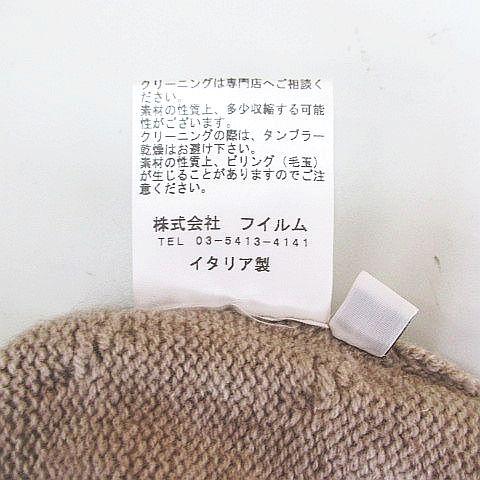 クリーニングは専門店へご相談く
ださい。
素材の性質上、多少収縮する可能
性がございます。
クリーニングの際は、タンブラー
乾燥はお避け下さい。
素材の性質上、ピリング（毛玉）
が生じることがありますのでご注
意ください。
株式会社 フイルム
TEL 03-5413-4141
イタリア製